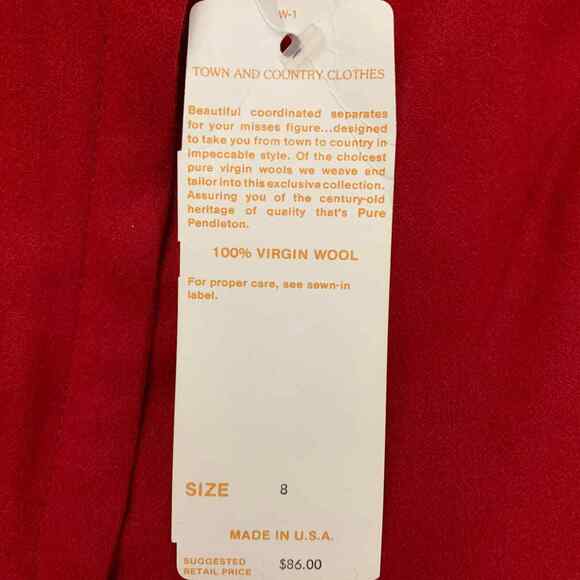 W-1
TOWN AND COUNTRY CLOTHES
Beautiful coordinated separates
for your misses figure...designed
to take you from town to country in
impeccable style. Of the choicest
pure virgin wools we weave and
tailor into this exclusive collection.
Assuring you of the century-old
heritage of quality that's Pure
Pendleton.
100% VIRGIN WOOL
For proper care, see sewn-in
label.
SIZE 8
MADE IN U.S.A.
SUGGESTED
RETAIL PRICE $86.00